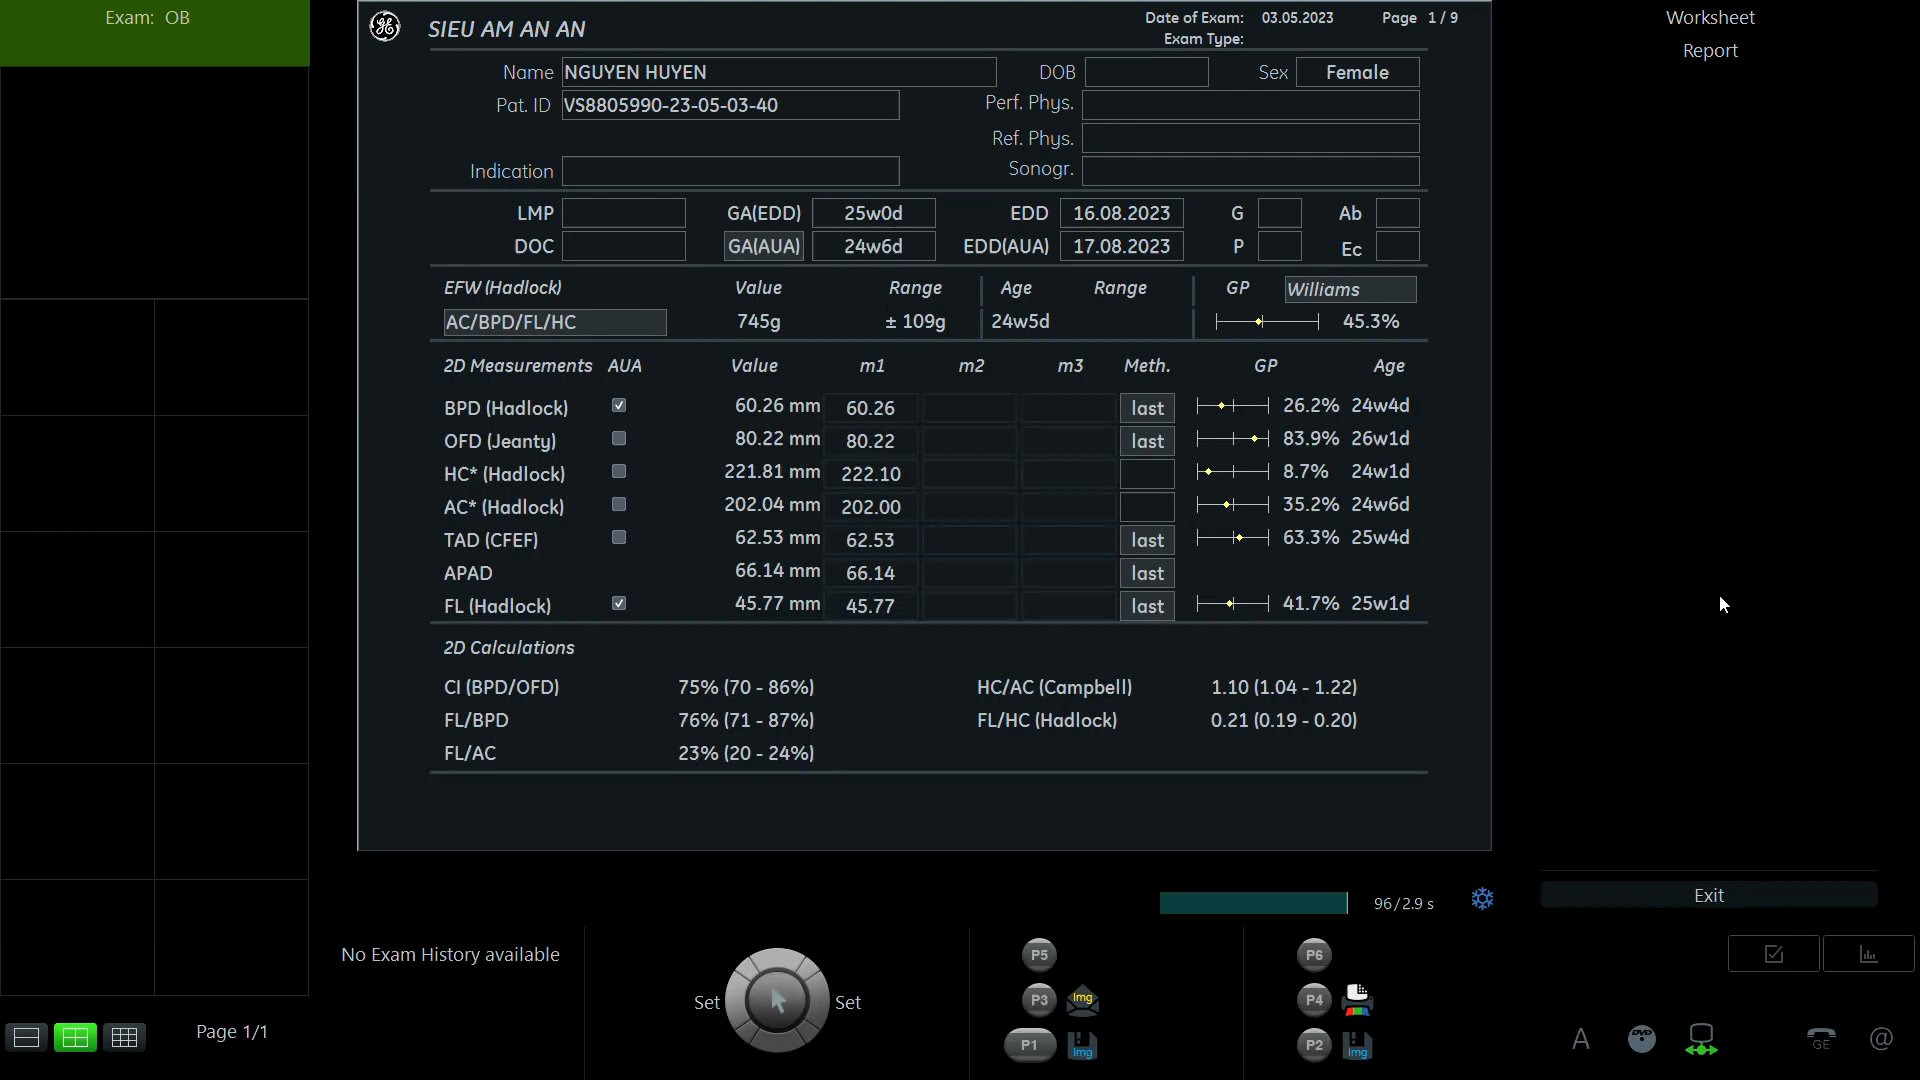 Exam: OB
SIEU AM AN AN
Date of Exam: 03.05.2023 Page 1 / 9
Exam Type:
Worksheet
Report
Name NGUYEN HUYEN DOB Sex Female
Pat. ID VS8805990-23-05-03-40 Perf. Phys.
Ref. Phys.
Indication Sonogr.
LMP GA(EDD) 25w0d EDD 16.08.2023 G Ab
DOC GA(AUA) 24w6d EDD(AUA) 17.08.2023 P Ec
EFW (Hadlock) Value Range Age Range GP Williams
AC/BPD/FL/HC 745g ± 109g 24w5d 45.3%
2D Measurements AUA Value m1 m2 m3 Meth. GP Age
BPD (Hadlock) 60.26 mm 60.26 last 26.2% 24w4d
OFD (Jeanty) 80.22 mm 80.22 last 83.9% 26w1d
HC* (Hadlock) 221.81 mm 222.10 8.7% 24w1d
AC* (Hadlock) 202.04 mm 202.00 35.2% 24w6d
TAD (CFEF) 62.53 mm 62.53 last 63.3% 25w4d
APAD 66.14 mm 66.14 last
FL (Hadlock) 45.77 mm 45.77 last 41.7% 25w1d
2D Calculations
CI (BPD/OFD) 75% (70 - 86%) HC/AC (Campbell) 1.10 (1.04 - 1.22)
FL/BPD 76% (71 - 87%) FL/HC (Hadlock) 0.21 (0.19 - 0.20)
FL/AC 23% (20 - 24%)
96 / 2.9 s
Exit
No Exam History available
Set Set
P5 P6
P3 Img P4
P1 Img P2 Img
Page 1/1
A DVD GE @